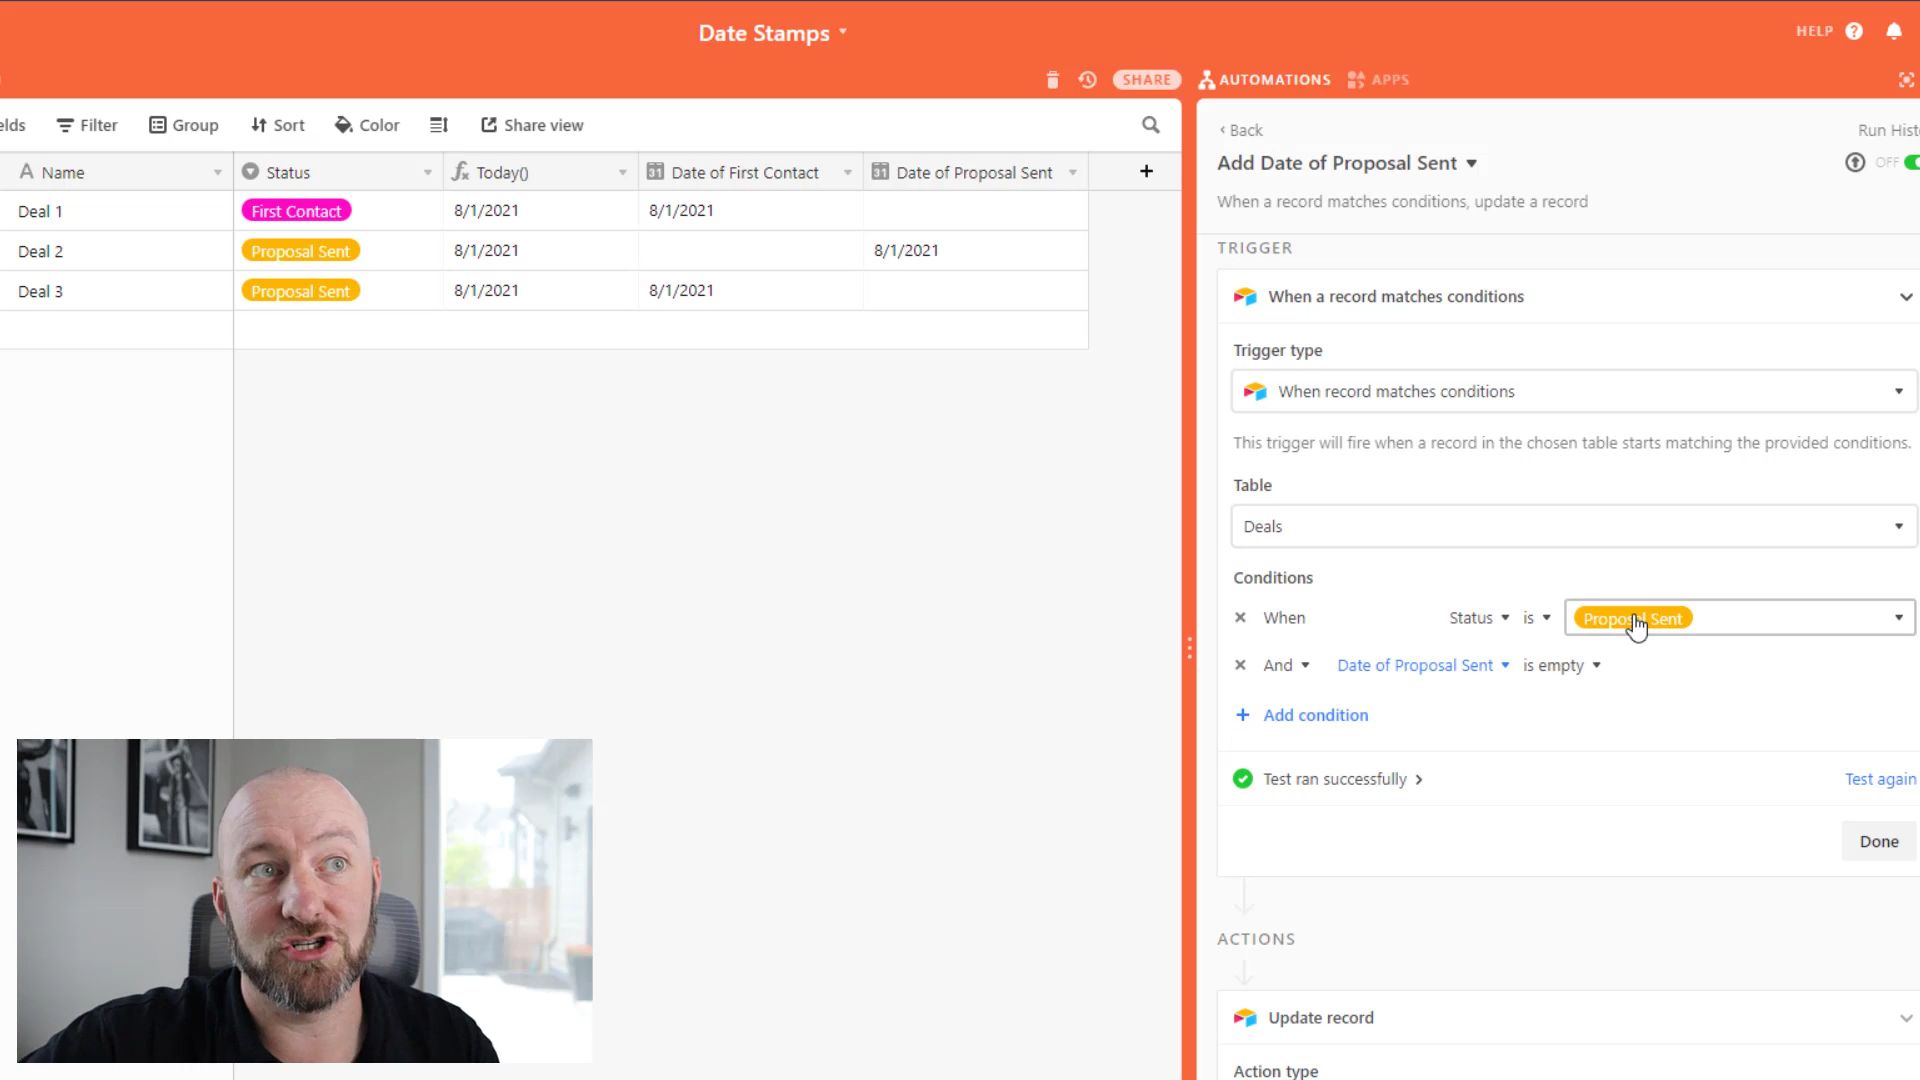 Date Stamps
HELP
SHARE
AUTOMATIONS
APPS
elds
Filter
Group
Sort
Color
Share view
Name
Status
Today()
Date of First Contact
Date of Proposal Sent
+
Deal 1
First Contact
8/1/2021
8/1/2021
Deal 2
Proposal Sent
8/1/2021
8/1/2021
Deal 3
Proposal Sent
8/1/2021
8/1/2021
Back
Run Histo
Add Date of Proposal Sent
OFF
When a record matches conditions, update a record
TRIGGER
When a record matches conditions
Trigger type
When record matches conditions
This trigger will fire when a record in the chosen table starts matching the provided conditions.
Table
Deals
Conditions
When Status is Proposal Sent
And Date of Proposal Sent is empty
+ Add condition
Test ran successfully
Test again
Done
ACTIONS
Update record
Action type